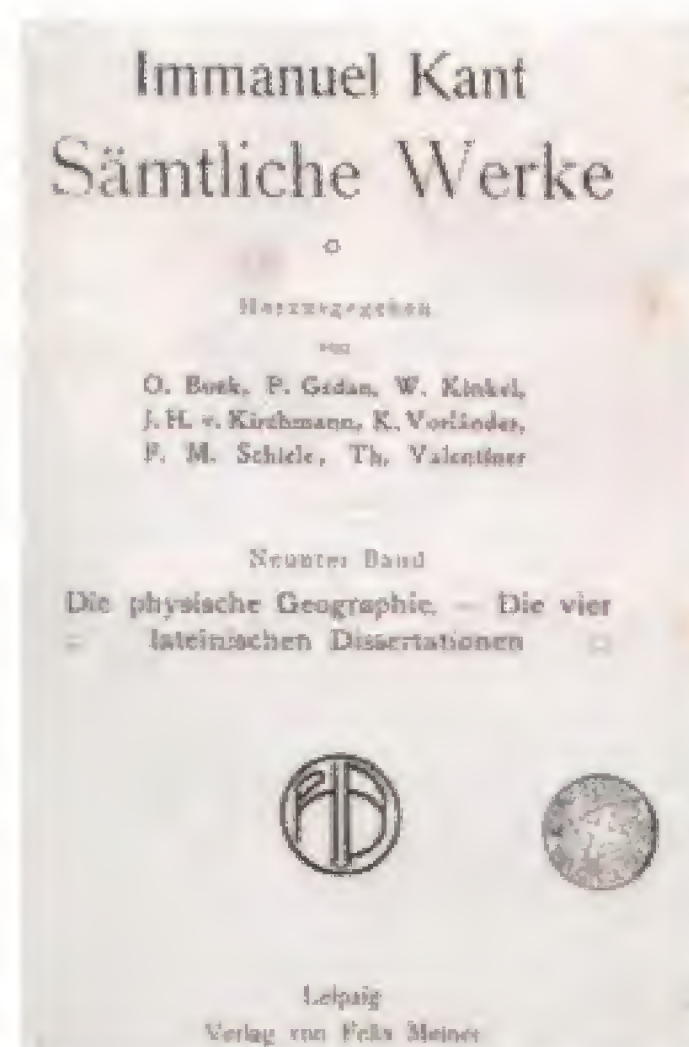 Immanuel Kant
Sämtliche Werke
Herausgegeben
von
O. Buek, P. Gedan, W. Kinkel,
J. H. v. Kirchmann, K. Vorländer,
F. M. Schiele, Th. Valentiner
Neunter Band
Die physische Geographie. — Die vier
lateinischen Dissertationen
Leipzig
Verlag von Felix Meiner